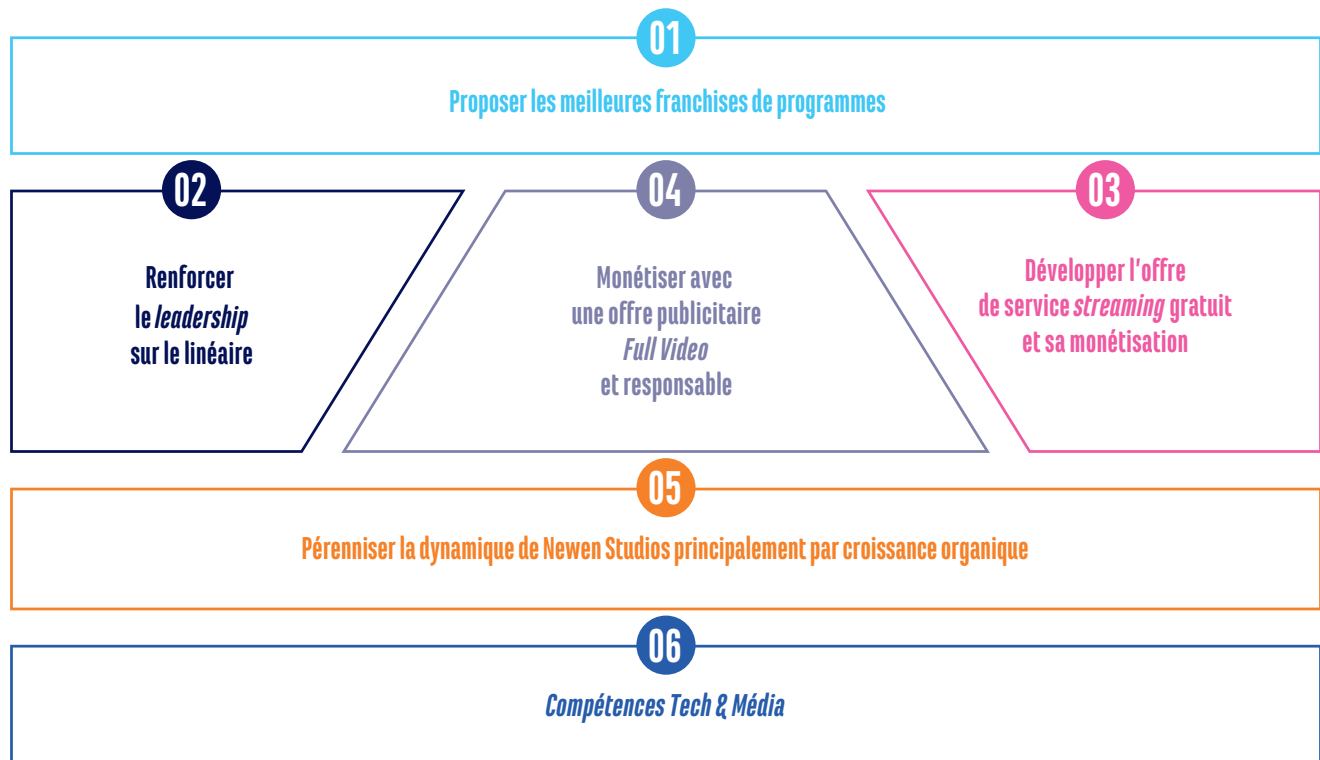 01
Proposer les meilleures franchises de programmes
02
Renforcer
le leadership
sur le linéaire
04
Monétiser avec
une offre publicitaire
Full Video
et responsable
03
Développer l'offre
de service streaming gratuit
et sa monétisation
05
Pérenniser la dynamique de Newen Studios principalement par croissance organique
06
Compétences Tech & Média